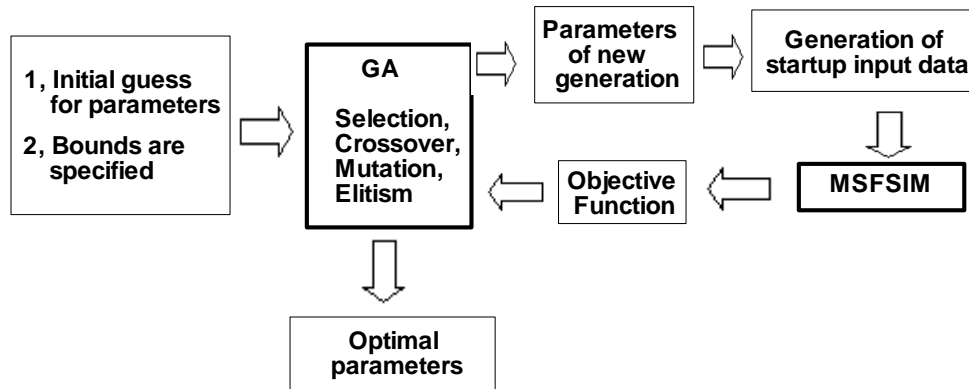 1, Initial guess
for parameters
2, Bounds are
specified
GA
Selection,
Crossover,
Mutation,
Elitism
Parameters
of new
generation
Generation of
startup input data
MSFSIM
Objective
Function
Optimal
parameters